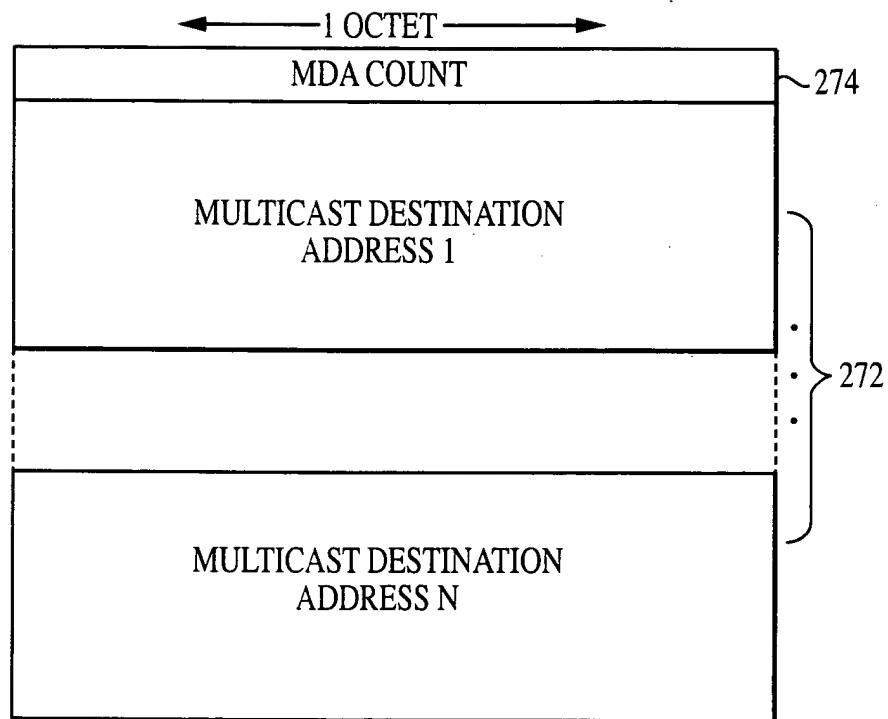 1 OCTET
MDA COUNT
274
MULTICAST DESTINATION
ADDRESS 1
272
MULTICAST DESTINATION
ADDRESS N